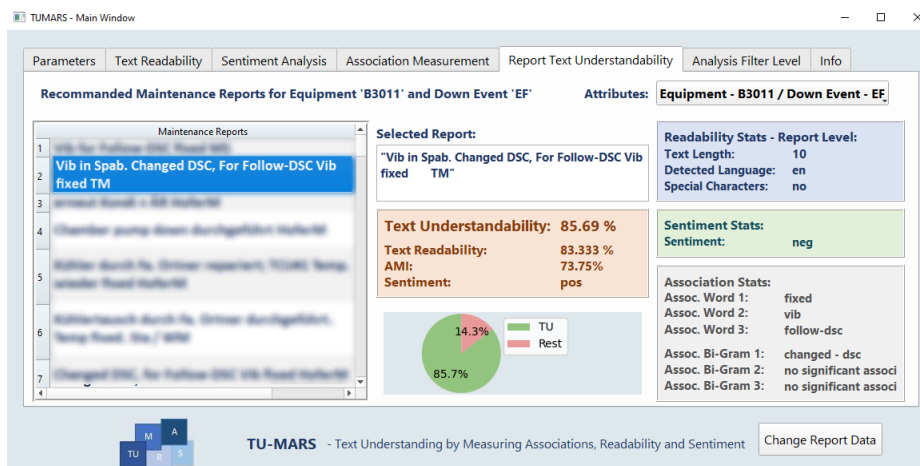 TUMARS - Main Window
Parameters Text Readability Sentiment Analysis Association Measurement Report Text Understandability Analysis Filter Level Info
Recommanded Maintenance Reports for Equipment 'B3011' and Down Event 'EF' Attributes: Equipment - B3011 / Down Event - EF
Maintenance Reports
1
2 Vib in Spab. Changed DSC, For Follow-DSC Vib
fixed TM
3
4
5
6
7
Selected Report:
"Vib in Spab. Changed DSC, For Follow-DSC Vib
fixed TM"
Text Understandability: 85.69 %
Text Readability: 83.333 %
AMI: 73.75%
Sentiment: pos
14.3%
85.7%
TU
Rest
Readability Stats - Report Level:
Text Length: 10
Detected Language: en
Special Characters: no
Sentiment Stats:
Sentiment: neg
Association Stats:
Assoc. Word 1: fixed
Assoc. Word 2: vib
Assoc. Word 3: follow-dsc
Assoc. Bi-Gram 1: changed - dsc
Assoc. Bi-Gram 2: no significant associ
Assoc. Bi-Gram 3: no significant associ
M A
TU R S
TU-MARS - Text Understanding by Measuring Associations, Readability and Sentiment
Change Report Data